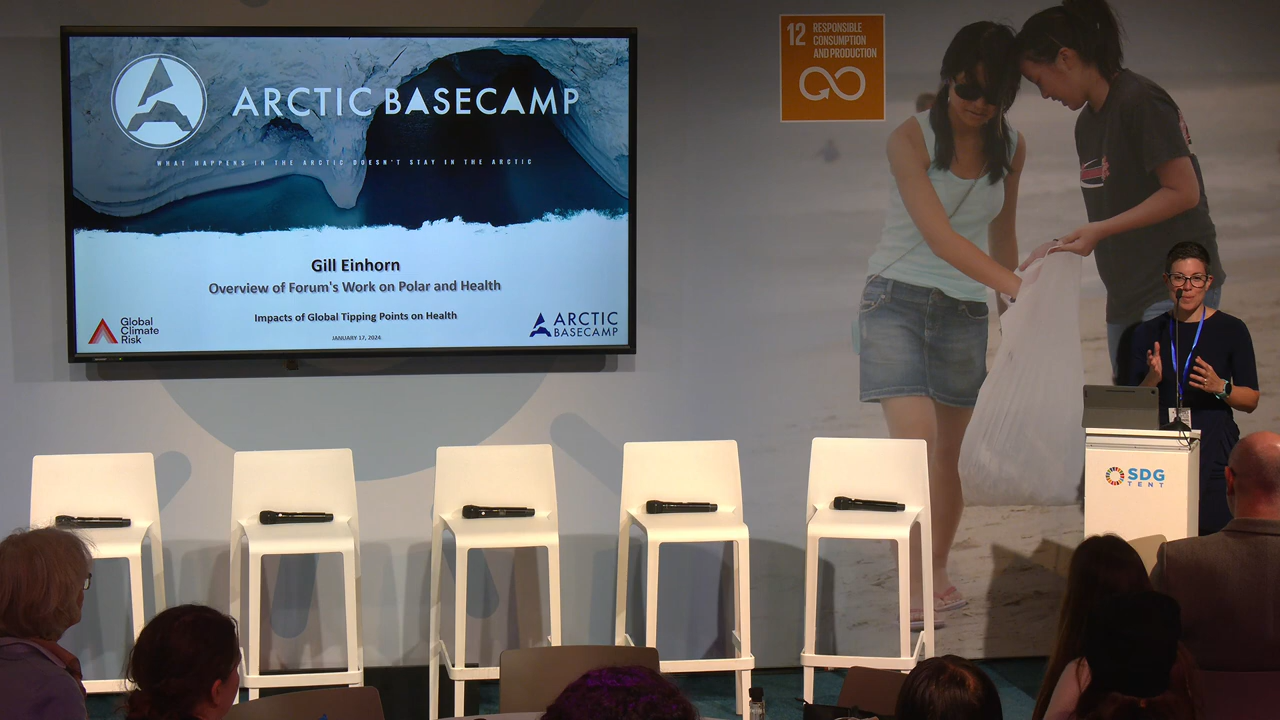 ARCTIC BASECAMP
WHAT HAPPENS IN THE ARCTIC DOESN'T STAY IN THE ARCTIC
Gill Einhorn
Overview of Forum's Work on Polar and Health
Impacts of Global Tipping Points on Health
JANUARY 17, 2024
Global
Climate
Risk
ARCTIC
BASECAMP
12 RESPONSIBLE
CONSUMPTION
AND PRODUCTION
SDG
TENT